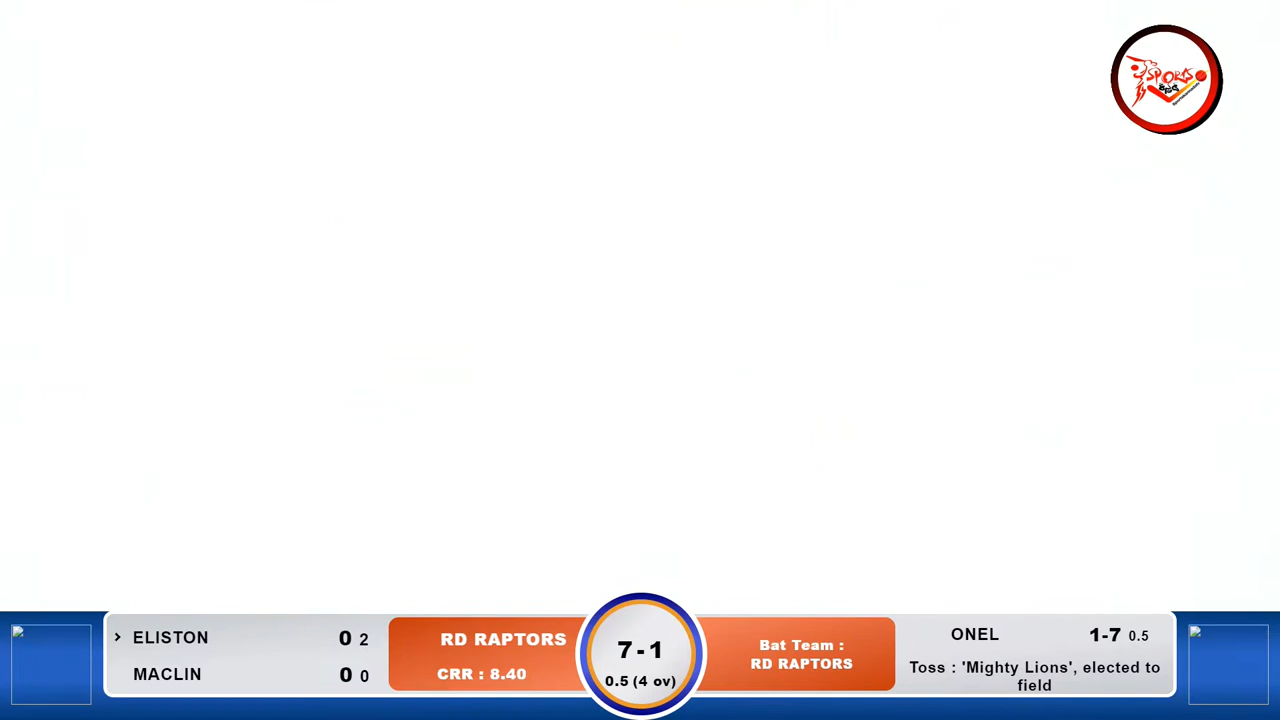 SPORTS
› ELISTON 0 2
MACLIN 0 0
RD RAPTORS
CRR : 8.40
7-1
0.5 (4 ov)
Bat Team :
RD RAPTORS
ONEL 1-7 0.5
Toss : 'Mighty Lions', elected to
field